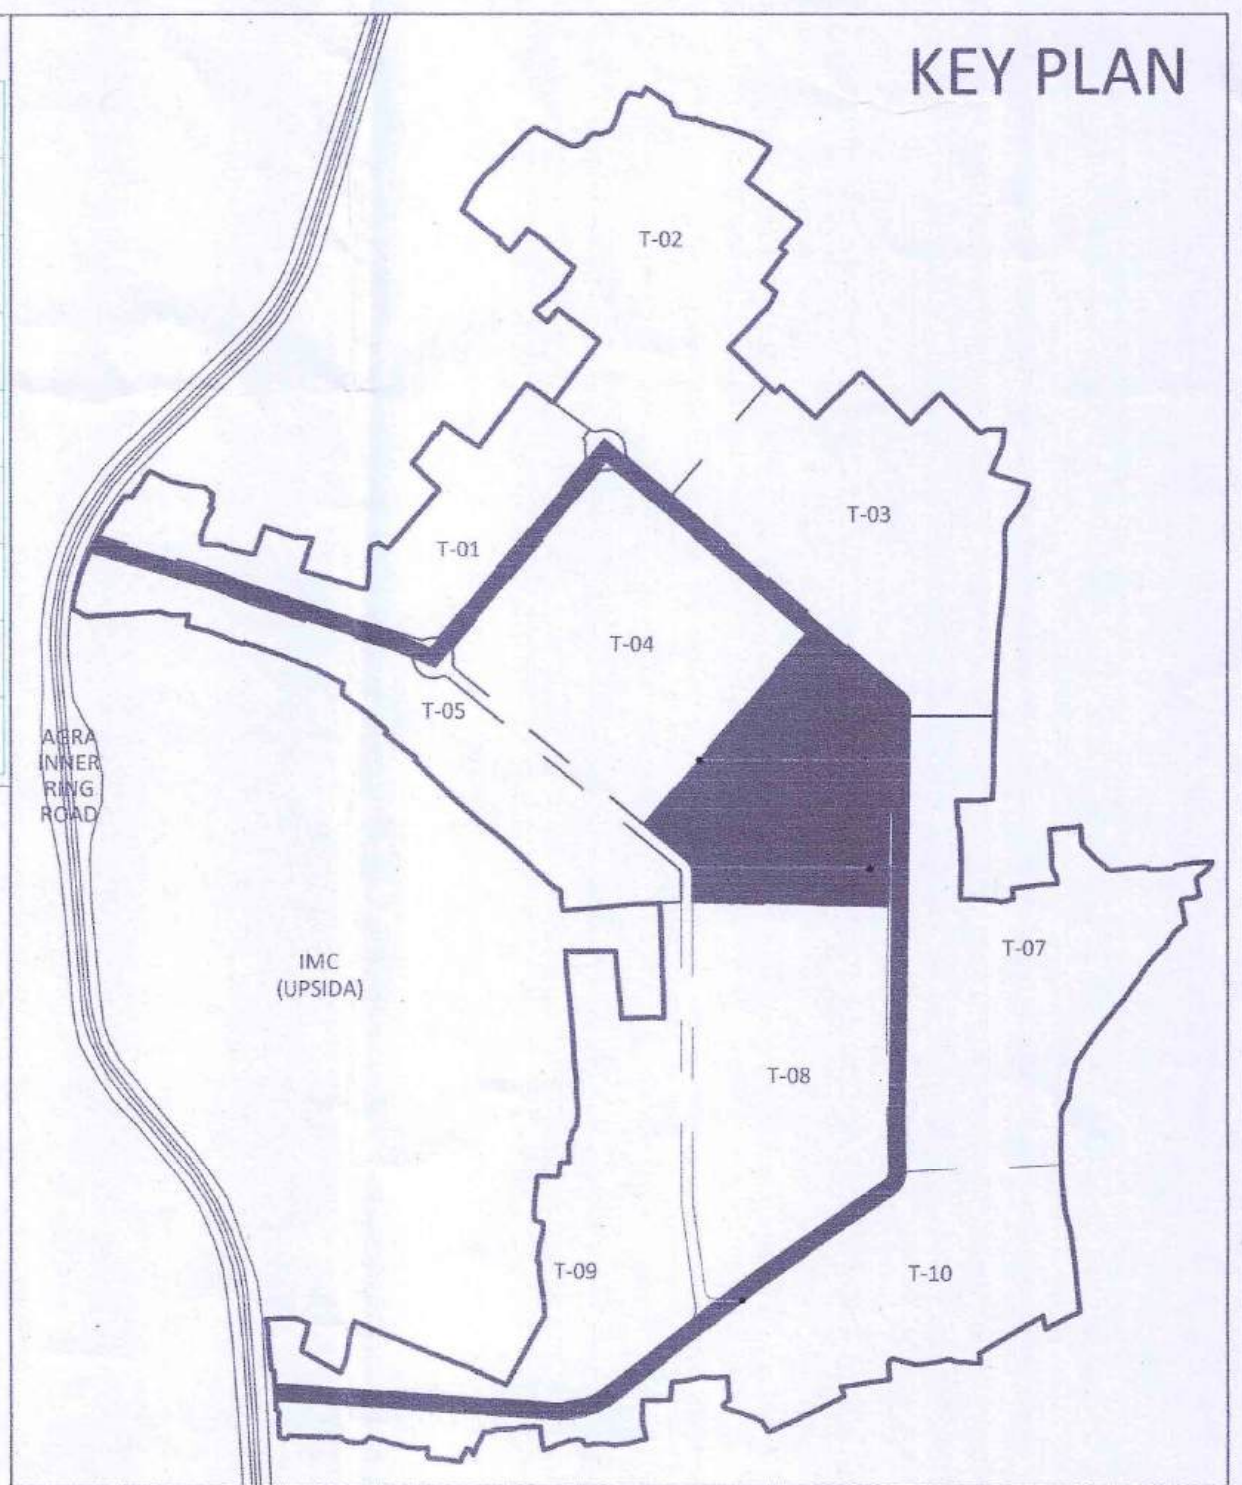 KEY PLAN
T-02
T-03
T-01
T-04
T-05
AGRA
INNER
RING
ROAD
T-07
IMC
(UPSIDA)
T-08
T-09
T-10